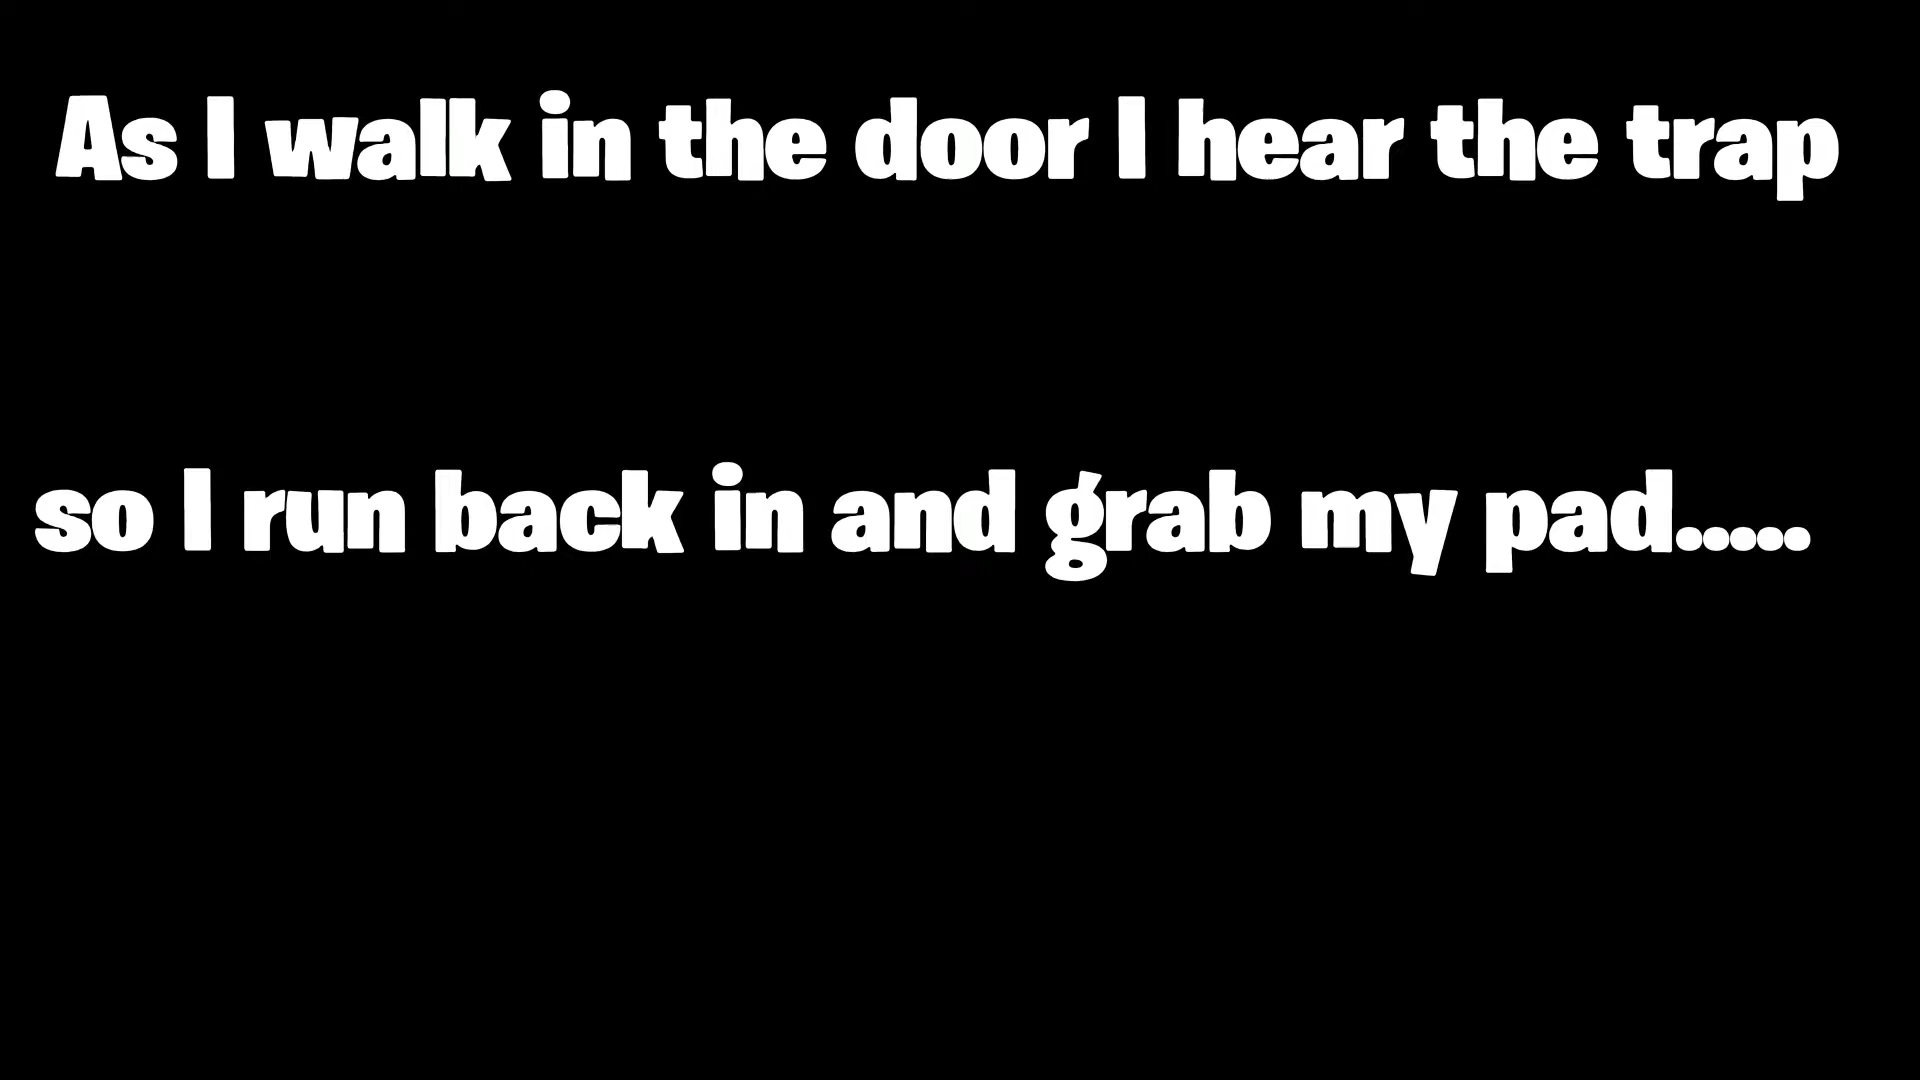 As I walk in the door I hear the trap
so I run back in and grab my pad.....